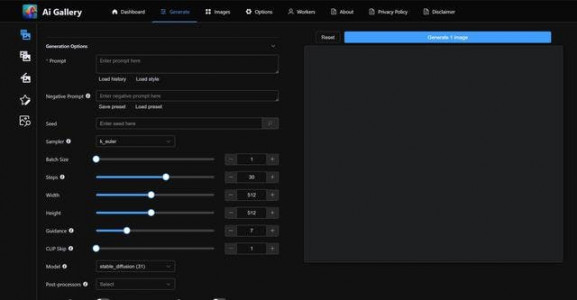 Ai Gallery
Dashboard
Generate
Images
Options
Workers
About
Privacy Policy
Disclaimer
Generation Options
* Prompt
Enter prompt here
Load history Load style
Negative Prompt
Enter negative prompt here
Save preset Load preset
Seed
Enter seed here
Sampler
k_euler
Batch Size
1
Steps
30
Width
512
Height
512
Guidance
7
CLIP Skip
1
Model
stable_diffusion (31)
Post-processors
Select
Reset
Generate 1 image